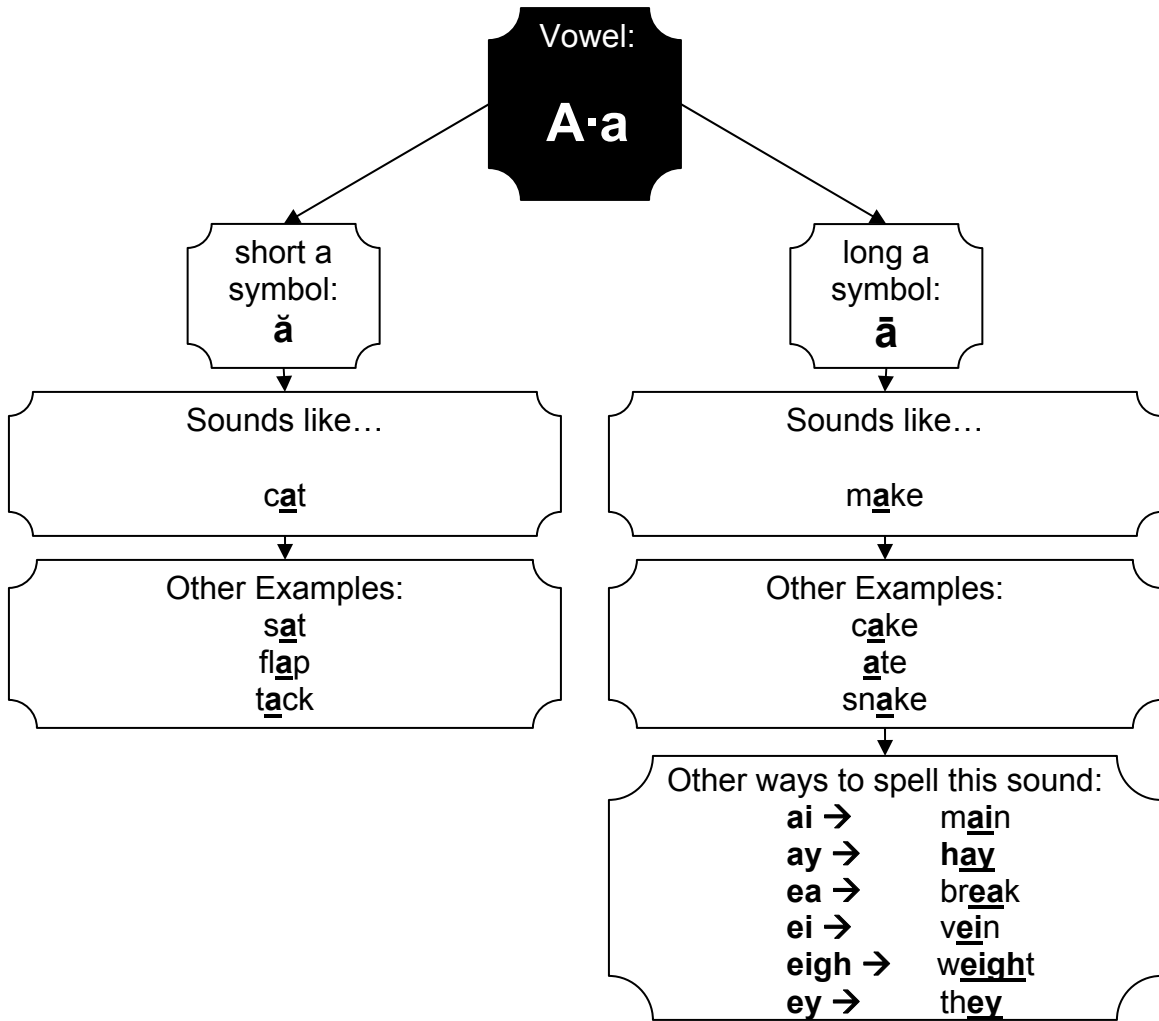 Vowel:
A·a
short a
symbol:
ă
Sounds like…
cat
Other Examples:
sat
flap
tack
long a
symbol:
ā
Sounds like…
make
Other Examples:
cake
ate
snake
Other ways to spell this sound:
ai → main
ay → hay
ea → break
ei → vein
eigh → weight
ey → they